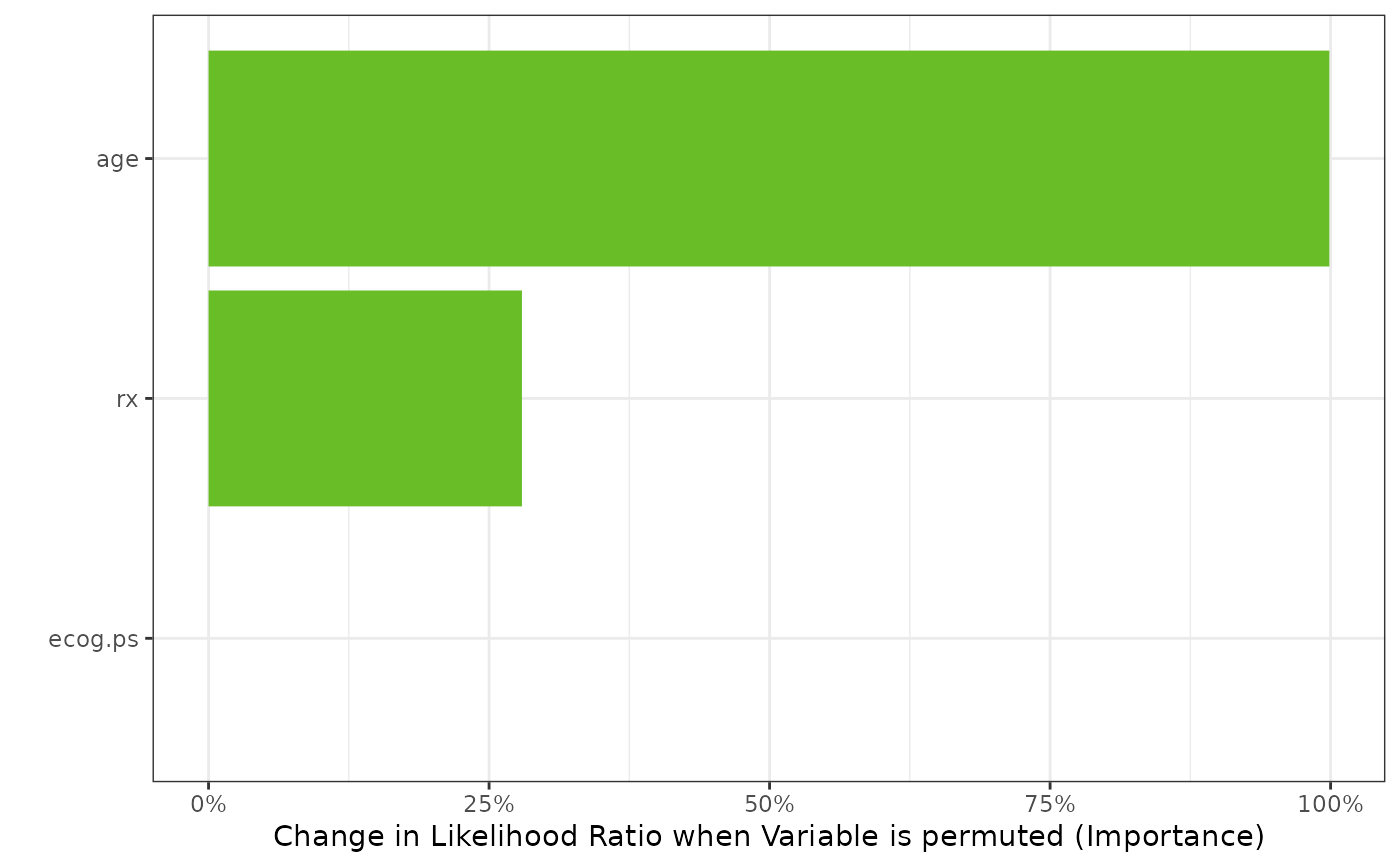 age
rx
ecog.ps
0% 25% 50% 75% 100%
Change in Likelihood Ratio when Variable is permuted (Importance)